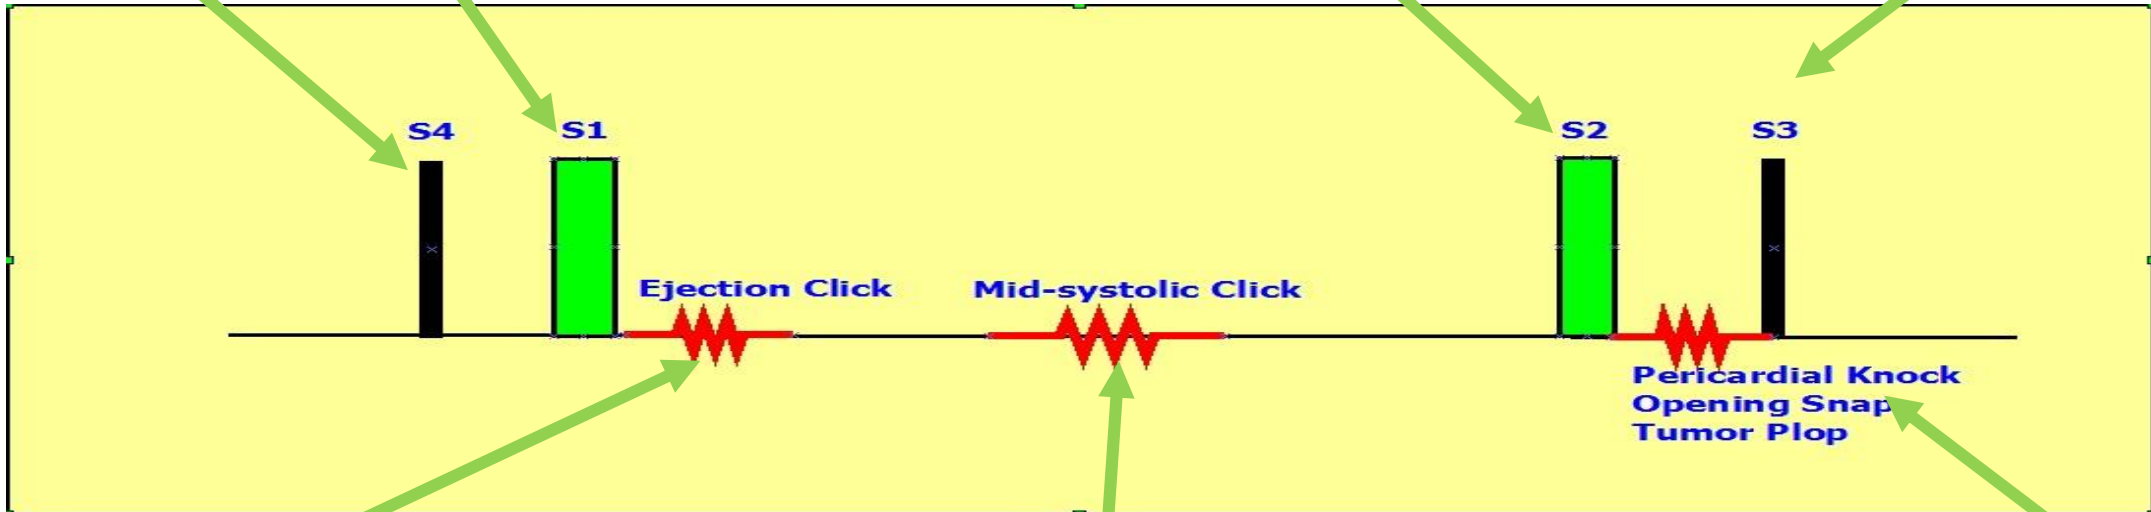 S4
S1
S2
S3
Ejection Click
Mid-systolic Click
Pericardial Knock
Opening Snap
Tumor Plop